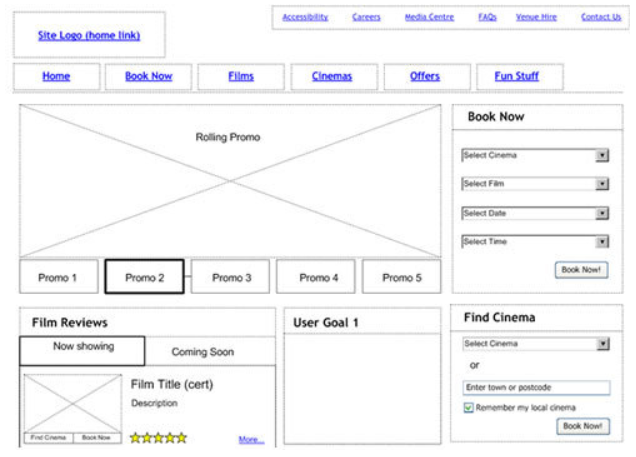 Accessibility Careers Media Centre FAQs Venue Hire Contact Us
Site Logo (home link)
Home Book Now Films Cinemas Offers Fun Stuff
Rolling Promo
Promo 1 Promo 2 Promo 3 Promo 4 Promo 5
Book Now
Select Cinema
Select Film
Select Date
Select Time
Book Now!
Film Reviews
Now showing Coming Soon
Film Title (cert)
Description
Find Cinema Book Now
More...
User Goal 1
Find Cinema
Select Cinema
or
Enter town or postcode
Remember my local cinema
Book Now!